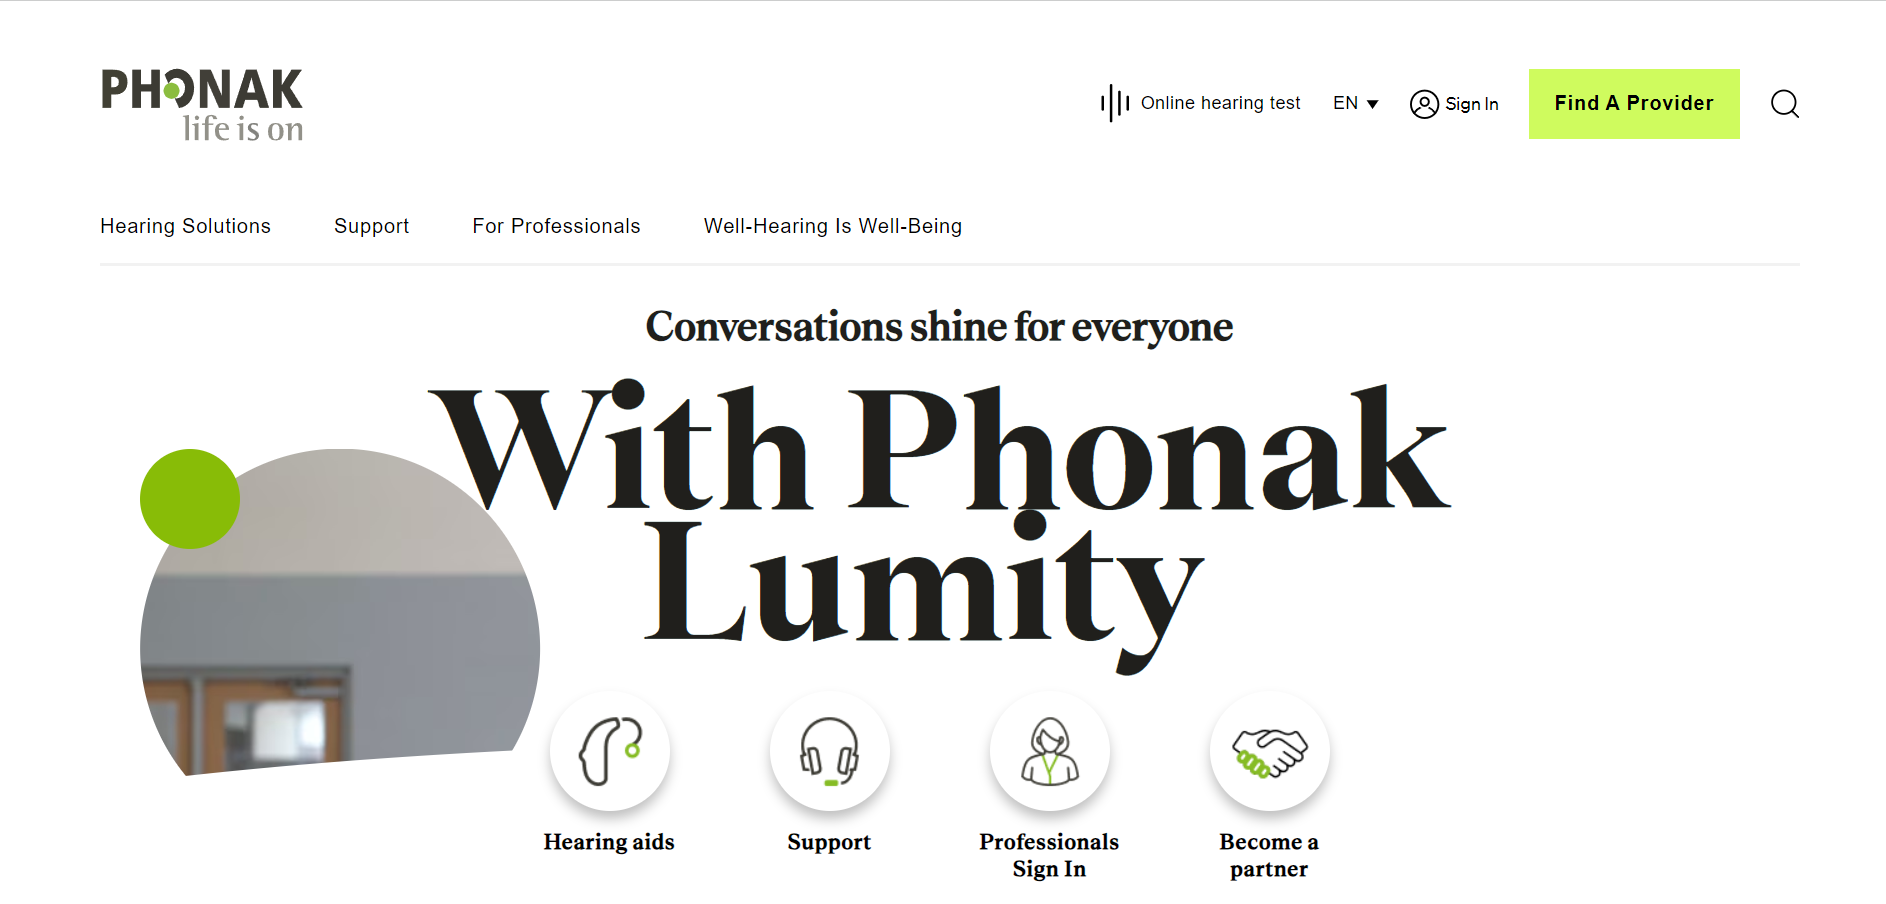 PHONAK
life is on
Online hearing test
EN
Sign In
Find A Provider
Hearing Solutions
Support
For Professionals
Well-Hearing Is Well-Being
Conversations shine for everyone
With Phonak
Lumity
Hearing aids
Support
Professionals
Sign In
Become a
partner